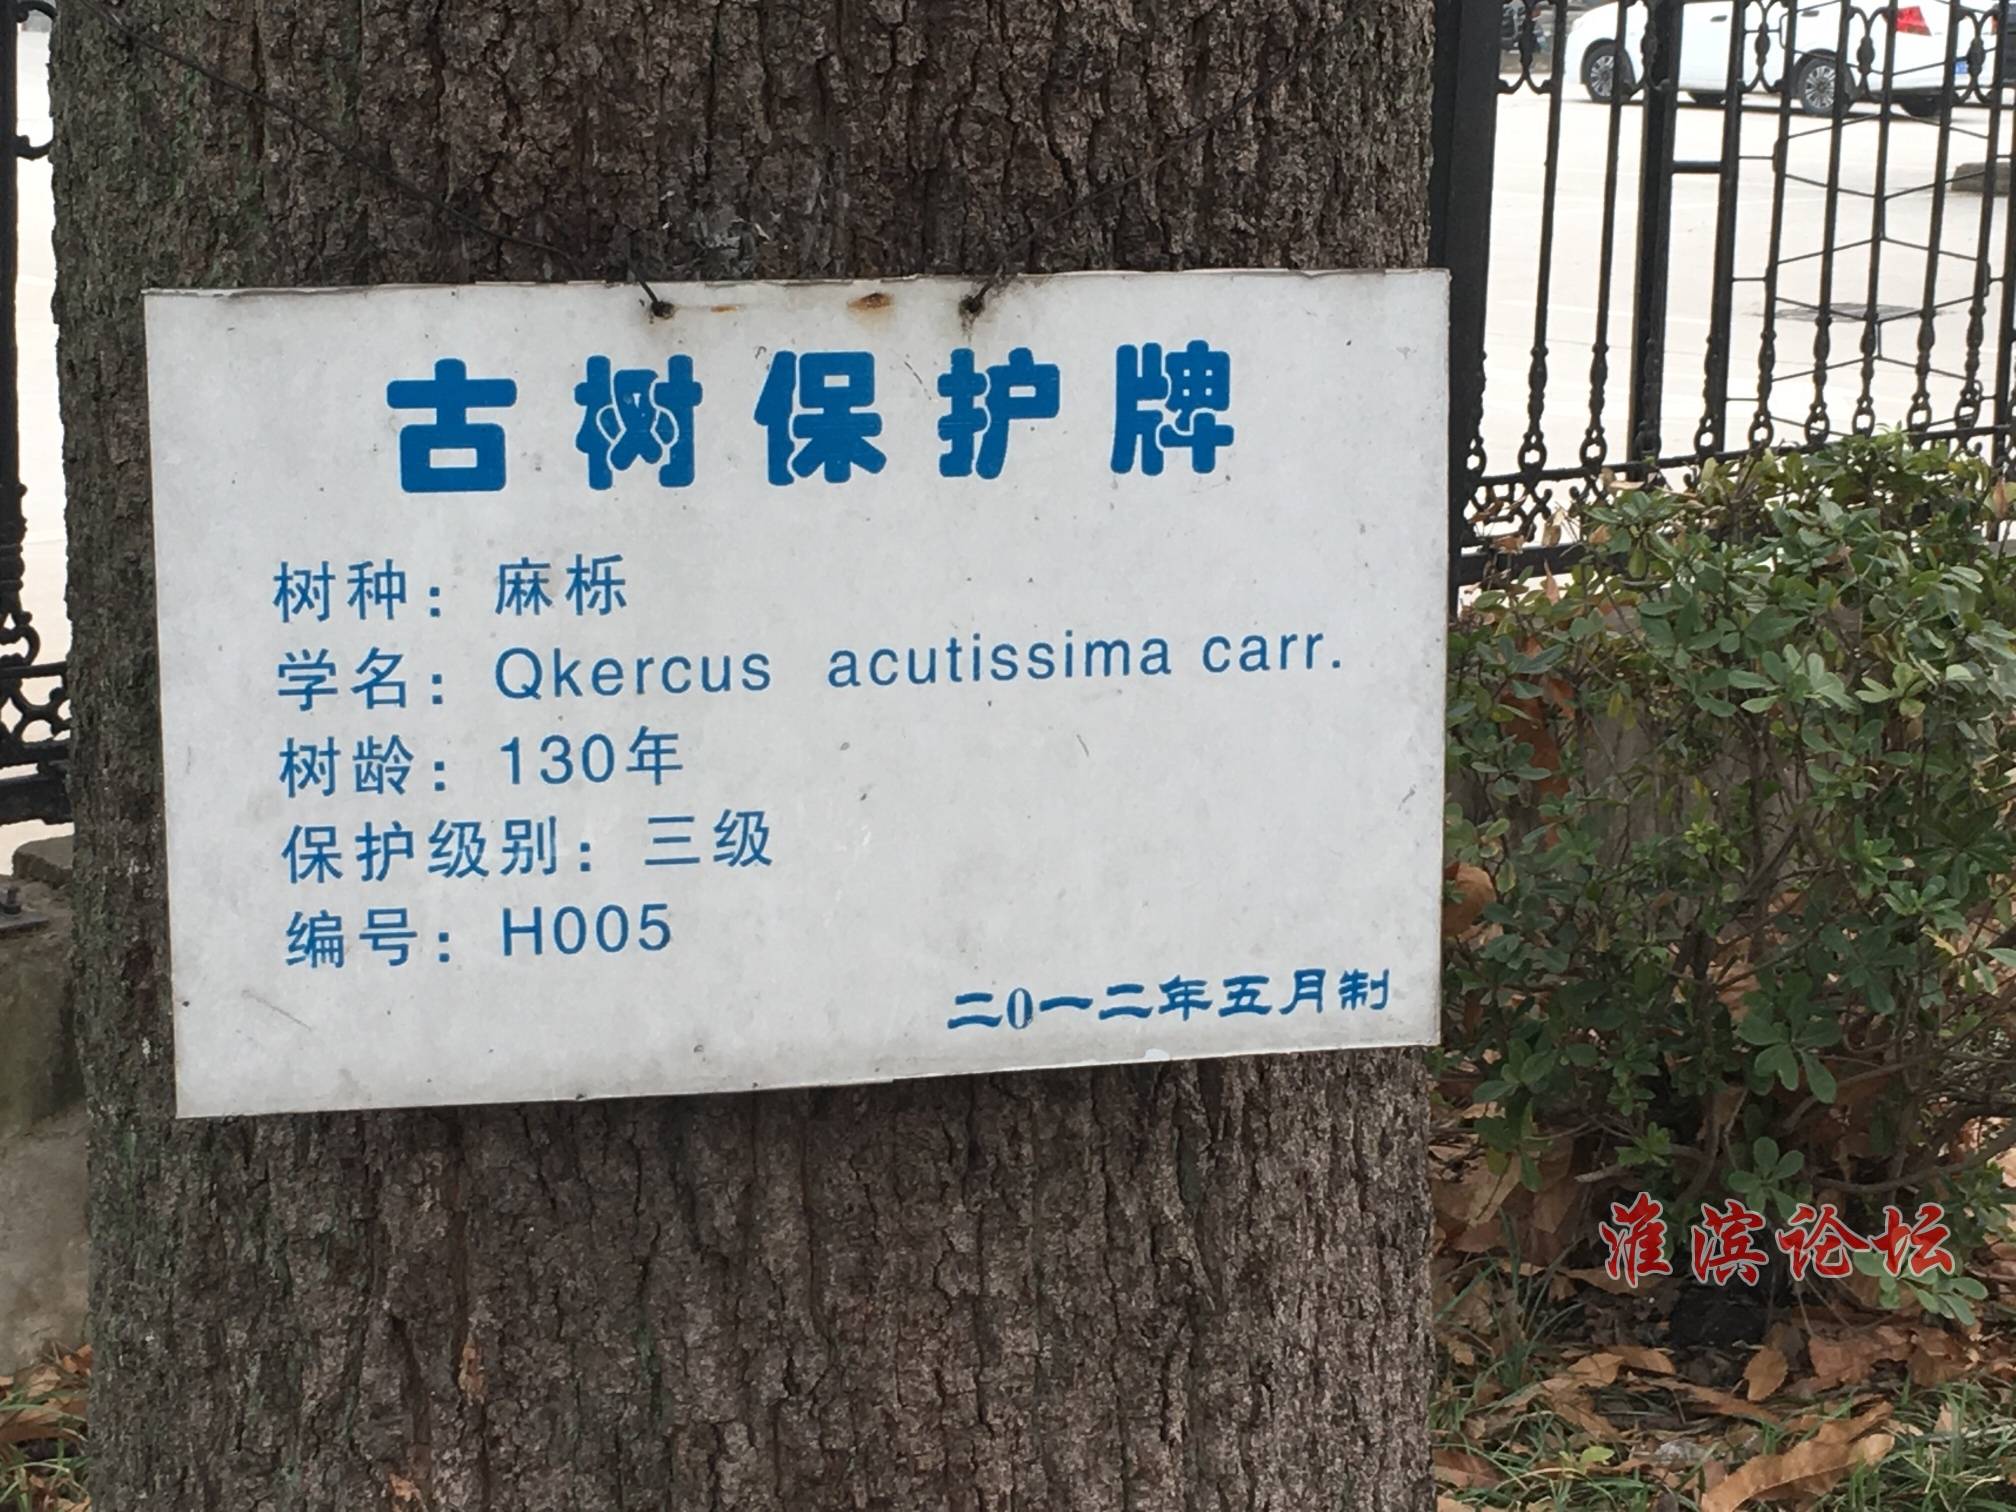 古树保护牌
树种：麻栎
学名：Qkercus acutissima carr.
树龄：130年
保护级别：三级
编号：H005
二0一二年五月制
淮滨论坛